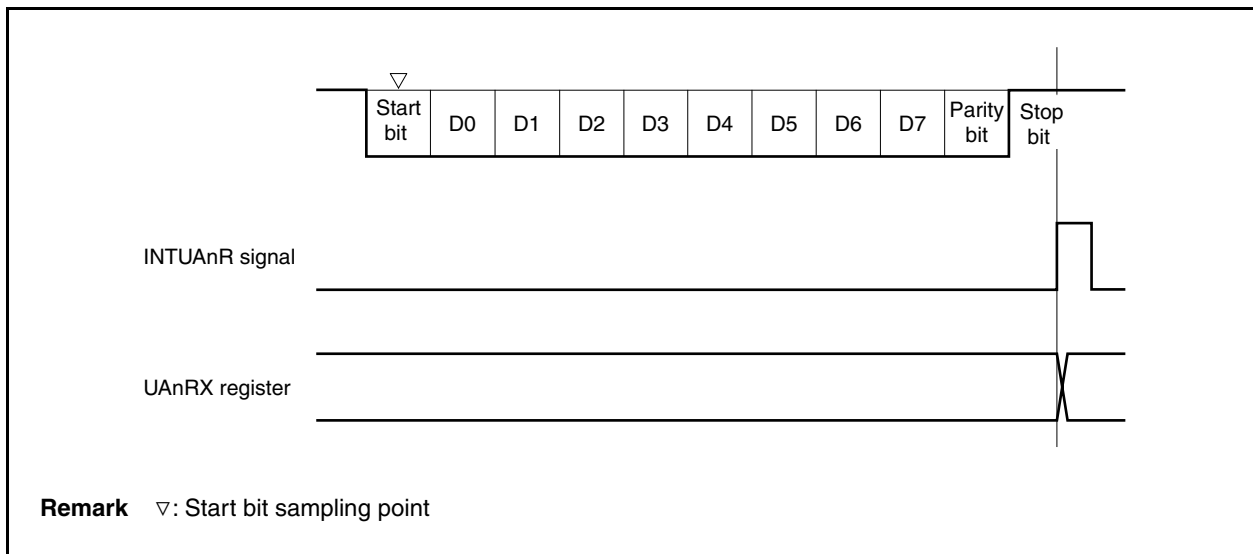 Start bit D0 D1 D2 D3 D4 D5 D6 D7 Parity bit Stop bit
INTUAnR signal
UAnRX register
Remark ▽: Start bit sampling point